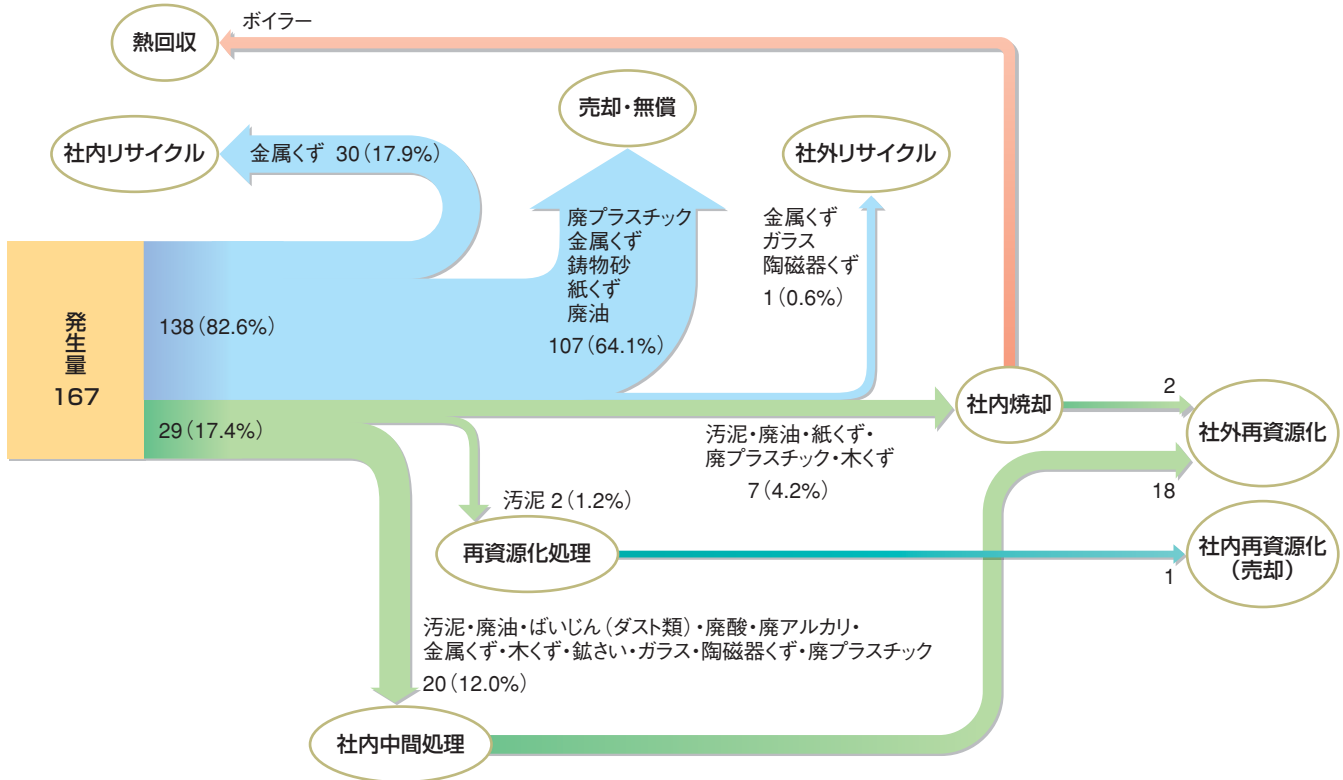 ボイラー
熱回収
売却・無償
社内リサイクル
金属くず 30(17.9%)
社外リサイクル
廃プラスチック
金属くず
鋳物砂
紙くず
廃油
107(64.1%)
金属くず
ガラス
陶磁器くず
1(0.6%)
発生量
167
138(82.6%)
29(17.4%)
社内焼却
2
社外再資源化
18
汚泥・廃油・紙くず・
廃プラスチック・木くず
7(4.2%)
汚泥 2(1.2%)
再資源化処理
社内再資源化
(売却)
1
汚泥・廃油・ばいじん(ダスト類)・廃酸・廃アルカリ・
金属くず・木くず・鉱さい・ガラス・陶磁器くず・廃プラスチック
20(12.0%)
社内中間処理